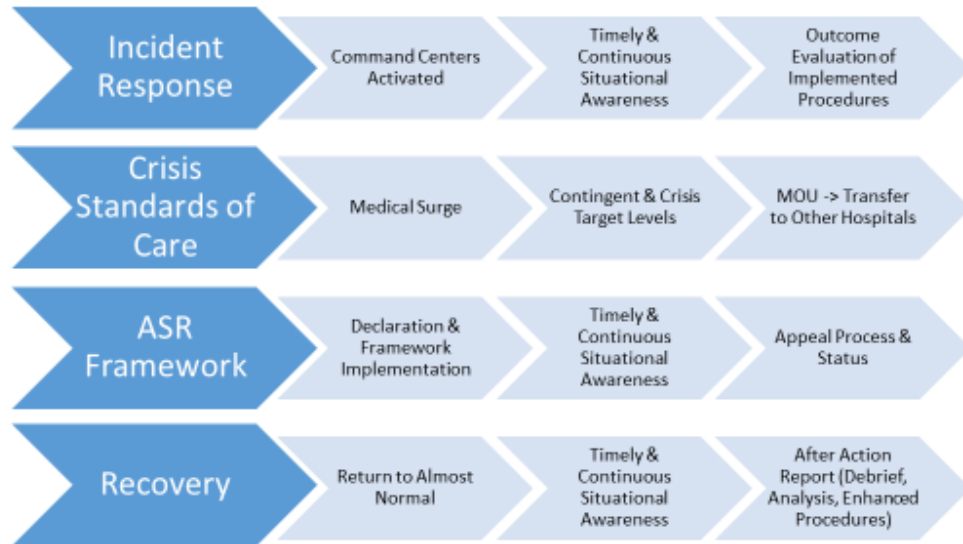 Incident
Response
Command Centers
Activated
Timely &
Continuous
Situational
Awareness
Outcome
Evaluation of
Implemented
Procedures
Crisis
Standards of
Care
Medical Surge
Contingent & Crisis
Target Levels
MOU -> Transfer
to Other Hospitals
ASR
Framework
Declaration &
Framework
Implementation
Timely &
Continuous
Situational
Awareness
Appeal Process &
Status
Recovery
Return to Almost
Normal
Timely &
Continuous
Situational
Awareness
After Action
Report (Debrief,
Analysis, Enhanced
Procedures)